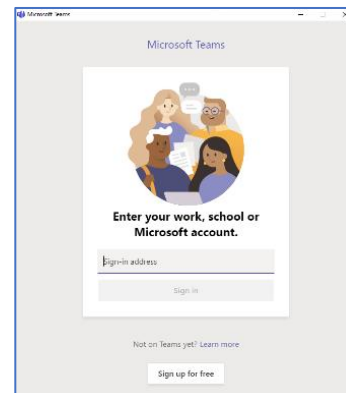 Microsoft Teams
Microsoft Teams
Enter your work, school or
Microsoft account.
Sign-in address
Sign in
Not on Teams yet? Learn more
Sign up for free